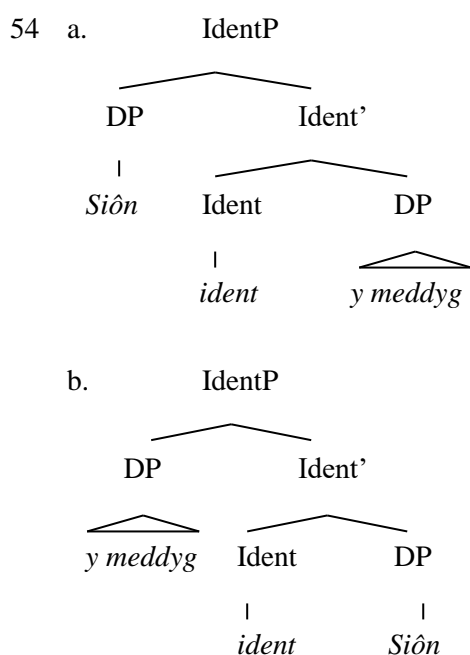 54 a. IdentP
DP Ident’
Siôn Ident DP
ident y meddyg
b. IdentP
DP Ident’
y meddyg Ident DP
ident Siôn